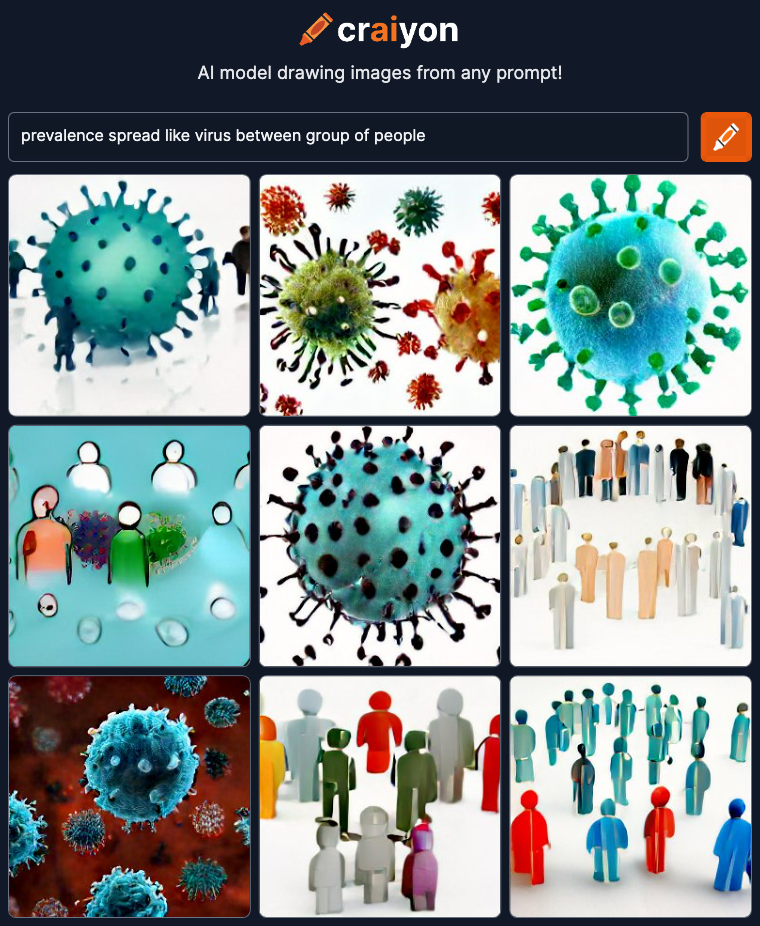 craiyon
AI model drawing images from any prompt!
prevalence spread like virus between group of people